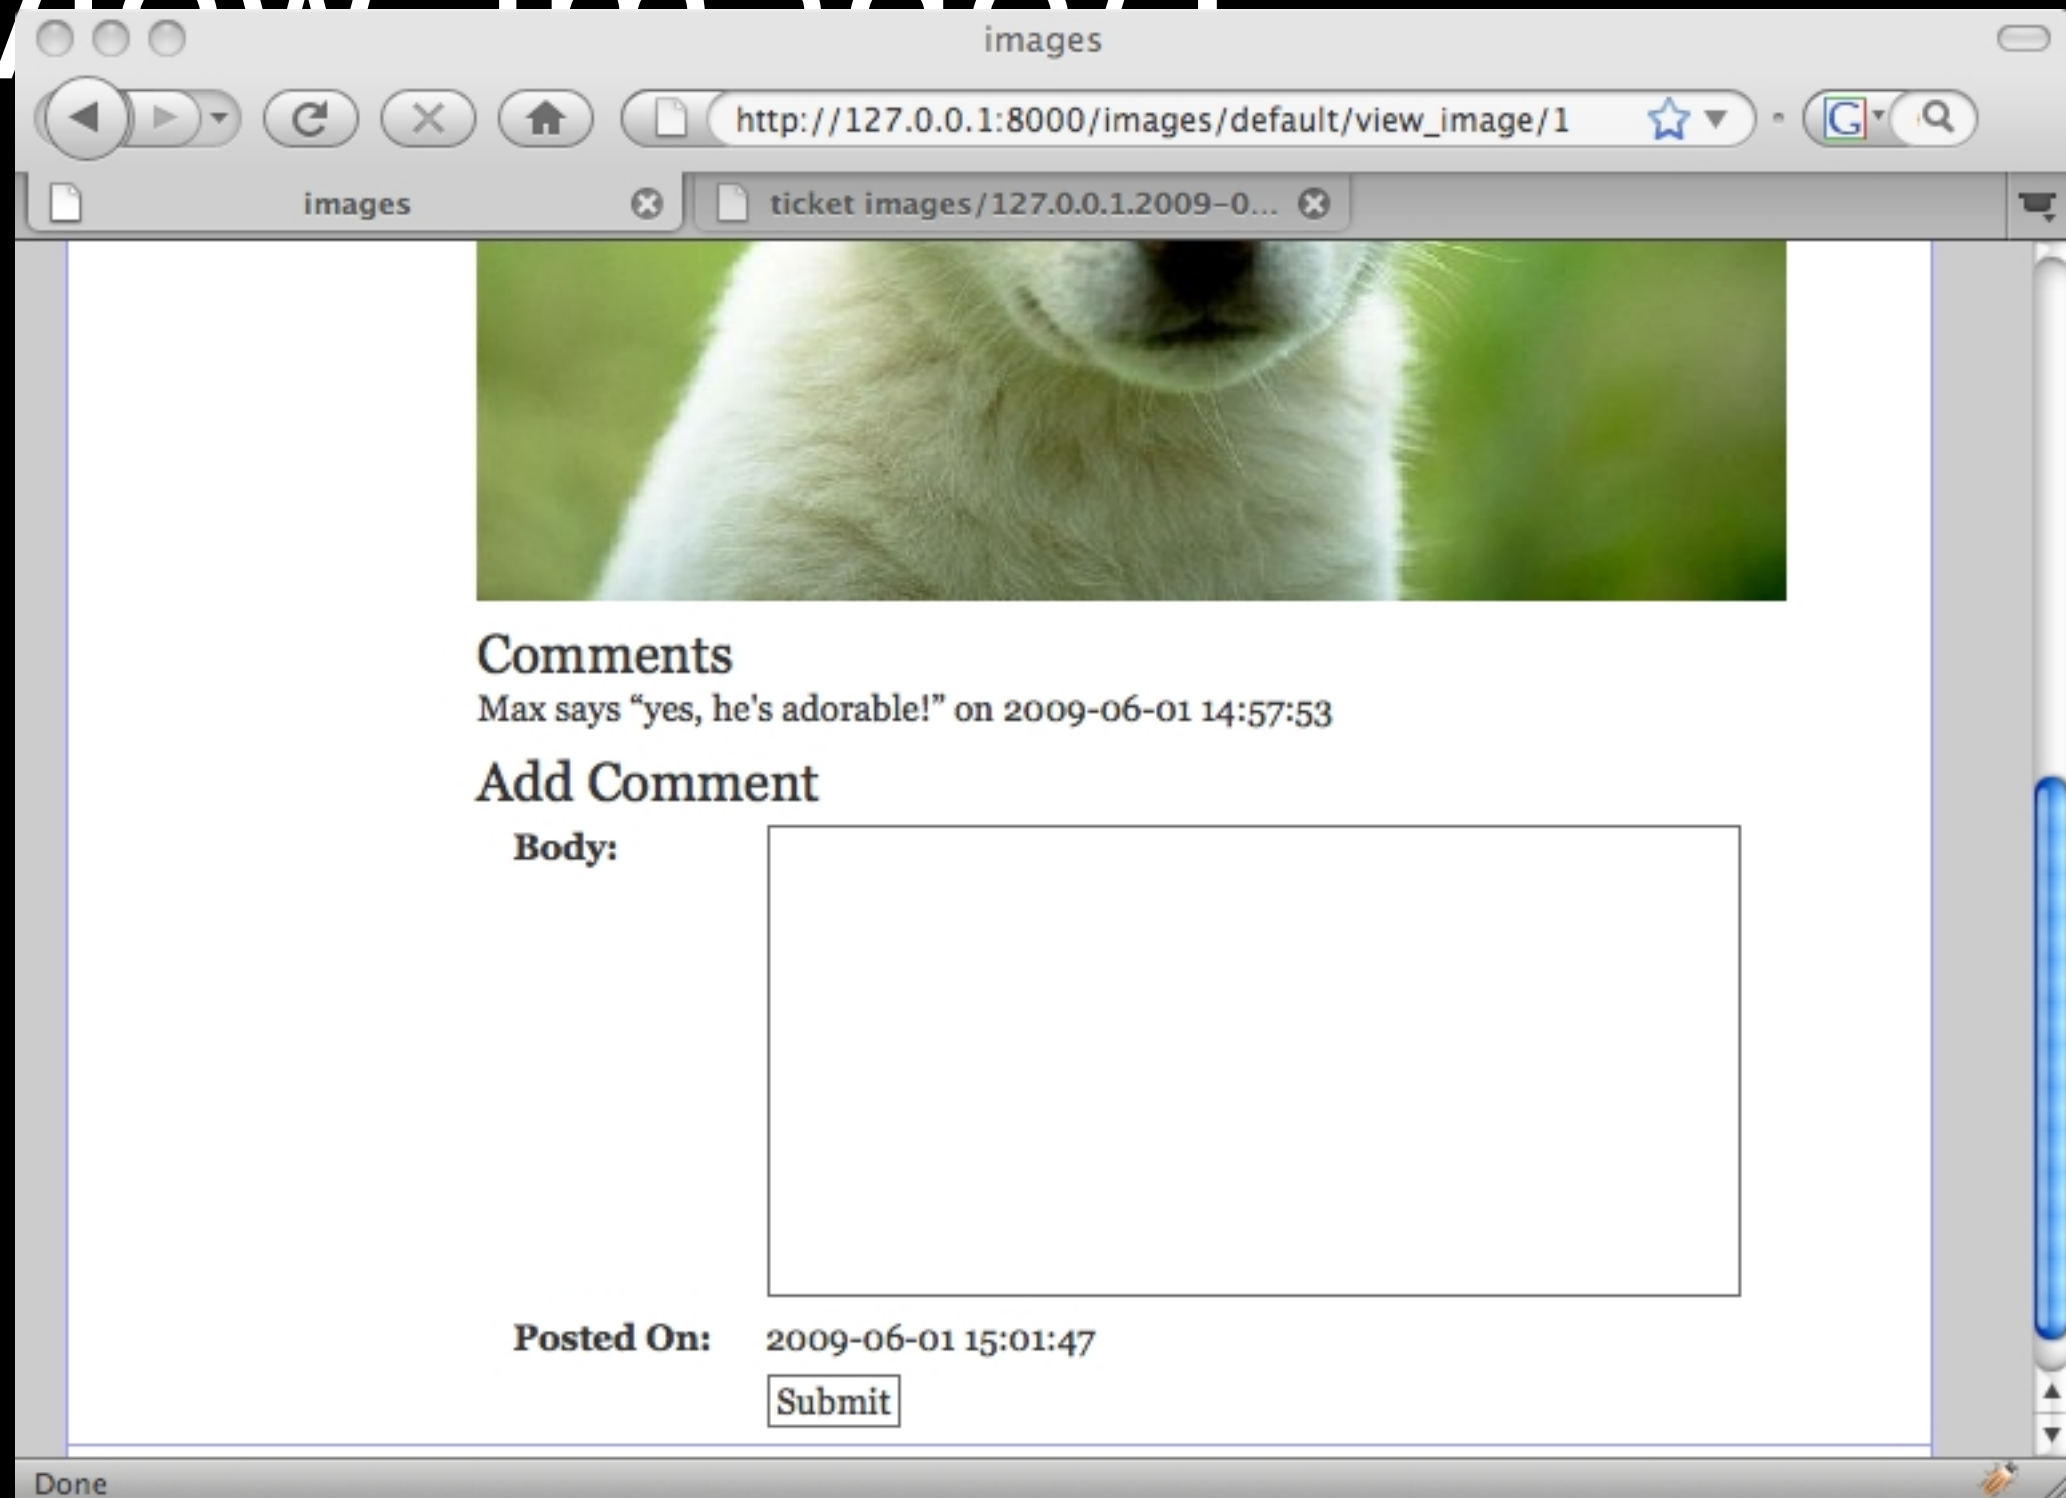 images
http://127.0.0.1:8000/images/default/view_image/1
images
ticket images/127.0.0.1.2009-0...
Comments
Max says “yes, he's adorable!” on 2009-06-01 14:57:53
Add Comment
Body:
Posted On: 2009-06-01 15:01:47
Submit
Done